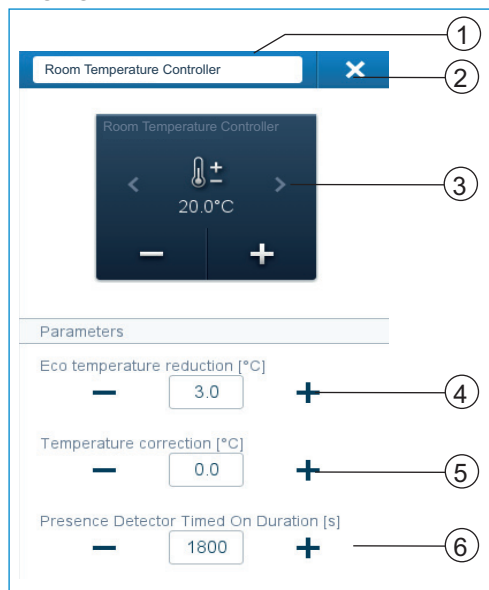 1
Room Temperature Controller
2
Room Temperature Controller
3
20.0°C
Parameters
Eco temperature reduction [°C]
3.0
4
Temperature correction [°C]
0.0
5
Presence Detector Timed On Duration [s]
1800
6